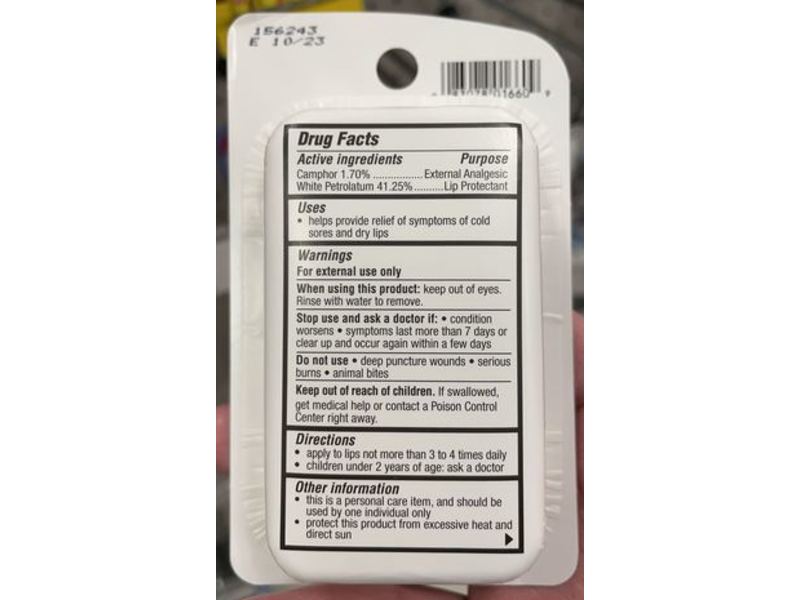 156243
E 10/23
01660 9
Drug Facts
Active ingredients Purpose
Camphor 1.70% .................. External Analgesic
White Petrolatum 41.25% .......... Lip Protectant
Uses
• helps provide relief of symptoms of cold
sores and dry lips
Warnings
For external use only
When using this product: keep out of eyes.
Rinse with water to remove.
Stop use and ask a doctor if: • condition
worsens • symptoms last more than 7 days or
clear up and occur again within a few days
Do not use • deep puncture wounds • serious
burns • animal bites
Keep out of reach of children. If swallowed,
get medical help or contact a Poison Control
Center right away.
Directions
• apply to lips not more than 3 to 4 times daily
• children under 2 years of age: ask a doctor
Other information
• this is a personal care item, and should be
used by one individual only
• protect this product from excessive heat and
direct sun